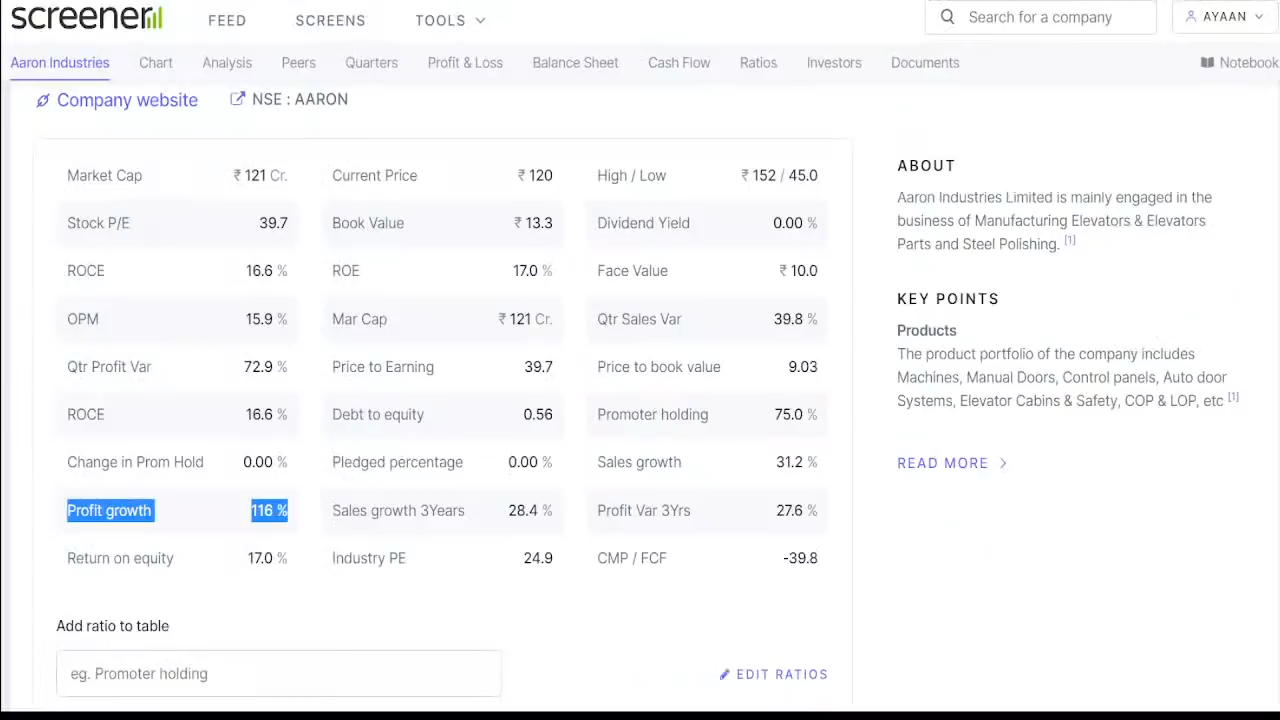 screener FEED SCREENS TOOLS Search for a company AYAAN
Aaron Industries Chart Analysis Peers Quarters Profit & Loss Balance Sheet Cash Flow Ratios Investors Documents Notebook
Company website NSE : AARON
Market Cap ₹ 121 Cr. Current Price ₹ 120 High / Low ₹ 152 / 45.0
Stock P/E 39.7 Book Value ₹ 13.3 Dividend Yield 0.00 %
ROCE 16.6 % ROE 17.0 % Face Value ₹ 10.0
OPM 15.9 % Mar Cap ₹ 121 Cr. Qtr Sales Var 39.8 %
Qtr Profit Var 72.9 % Price to Earning 39.7 Price to book value 9.03
ROCE 16.6 % Debt to equity 0.56 Promoter holding 75.0 %
Change in Prom Hold 0.00 % Pledged percentage 0.00 % Sales growth 31.2 %
Profit growth 116 % Sales growth 3Years 28.4 % Profit Var 3Yrs 27.6 %
Return on equity 17.0 % Industry PE 24.9 CMP / FCF -39.8
Add ratio to table
eg. Promoter holding EDIT RATIOS
ABOUT
Aaron Industries Limited is mainly engaged in the
business of Manufacturing Elevators & Elevators
Parts and Steel Polishing. [1]
KEY POINTS
Products
The product portfolio of the company includes
Machines, Manual Doors, Control panels, Auto door
Systems, Elevator Cabins & Safety, COP & LOP, etc [1]
READ MORE